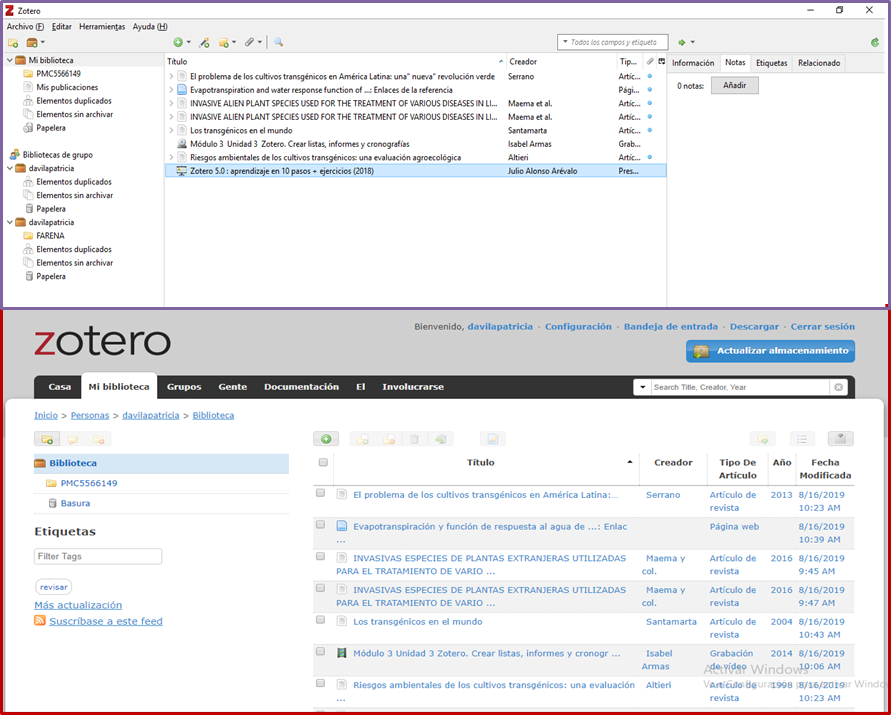 Zotero
Archivo (F) Editar Herramientas Ayuda (H)
Todos los campos y etiqueta
Mi biblioteca
PMC5566149
Mis publicaciones
Elementos duplicados
Elementos sin archivar
Papelera
Bibliotecas de grupo
davilapatricia
Elementos duplicados
Elementos sin archivar
Papelera
davilapatricia
FARENA
Elementos duplicados
Elementos sin archivar
Papelera
Título Creador Tip...
El problema de los cultivos transgénicos en América Latina: una" nueva" revolución verde Serrano Artíc...
Evapotranspiration and water response function of ...: Enlaces de la referencia Pági...
INVASIVE ALIEN PLANT SPECIES USED FOR THE TREATMENT OF VARIOUS DISEASES IN LI... Maema et al. Artíc...
INVASIVE ALIEN PLANT SPECIES USED FOR THE TREATMENT OF VARIOUS DISEASES IN LI... Maema et al. Artíc...
Los transgénicos en el mundo Santamarta Artíc...
Módulo 3 Unidad 3 Zotero. Crear listas, informes y cronografías Isabel Armas Grab...
Riesgos ambientales de los cultivos transgénicos: una evaluación agroecológica Altieri Artíc...
Zotero 5.0 : aprendizaje en 10 pasos + ejercicios (2018) Julio Alonso Arévalo Pres...
Información Notas Etiquetas Relacionado
0 notas: Añadir
zotero
Bienvenido, davilapatricia · Configuración · Bandeja de entrada · Descargar · Cerrar sesión
Actualizar almacenamiento
Casa Mi biblioteca Grupos Gente Documentación El Involucrarse
Search Title, Creator, Year
Inicio > Personas > davilapatricia > Biblioteca
Biblioteca
PMC5566149
Basura
Etiquetas
Filter Tags
revisar
Más actualización
Suscríbase a este feed
Título Creador Tipo De Artículo Año Fecha Modificada
El problema de los cultivos transgénicos en América Latina:... Serrano Artículo de revista 2013 8/16/2019 10:23 AM
Evapotranspiración y función de respuesta al agua de ...: Enlac ... Página web 8/16/2019 10:39 AM
INVASIVAS ESPECIES DE PLANTAS EXTRANJERAS UTILIZADAS PARA EL TRATAMIENTO DE VARIO ... Maema y col. Artículo de revista 2016 8/16/2019 9:45 AM
INVASIVAS ESPECIES DE PLANTAS EXTRANJERAS UTILIZADAS PARA EL TRATAMIENTO DE VARIO ... Maema y col. Artículo de revista 2016 8/16/2019 9:47 AM
Los transgénicos en el mundo Santamarta Artículo de revista 2004 8/16/2019 10:43 AM
Módulo 3 Unidad 3 Zotero. Crear listas, informes y cronogr ... Isabel Armas Grabación de vídeo 2014 8/16/2019 10:06 AM
Riesgos ambientales de los cultivos transgénicos: una evaluación ... Altieri Artículo de revista 1998 8/16/2019 10:23 AM
Activar Windows